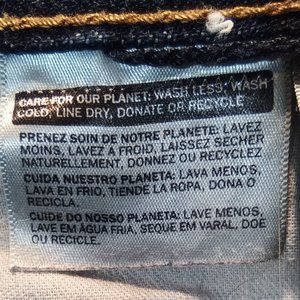 CARE FOR OUR PLANET: WASH LESS, WASH
COLD, LINE DRY, DONATE OR RECYCLE
PRENEZ SOIN DE NOTRE PLANETE: LAVEZ
MOINS, LAVEZ À FROID, LAISSEZ SECHER
NATURELLEMENT, DONNEZ OU RECYCLEZ
CUIDA NUESTRO PLANETA: LAVA MENOS,
LAVA EN FRIO, TIENDE LA ROPA, DONA O
RECICLA.
CUIDE DO NOSSO PLANETA: LAVE MENOS,
LAVE EM ÁGUA FRIA, SEQUE EM VARAL, DOE
OU RECICLE.